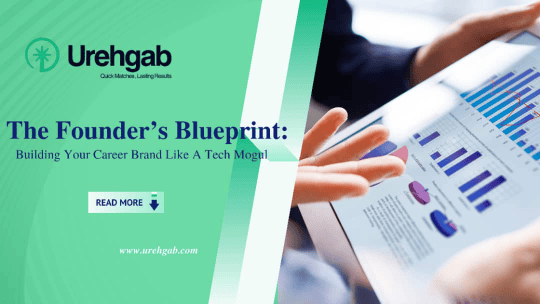 Urehgab
Quick Matches, Lasting Results
The Founder's Blueprint:
Building Your Career Brand Like A Tech Mogul
READ MORE
www.urehgab.com